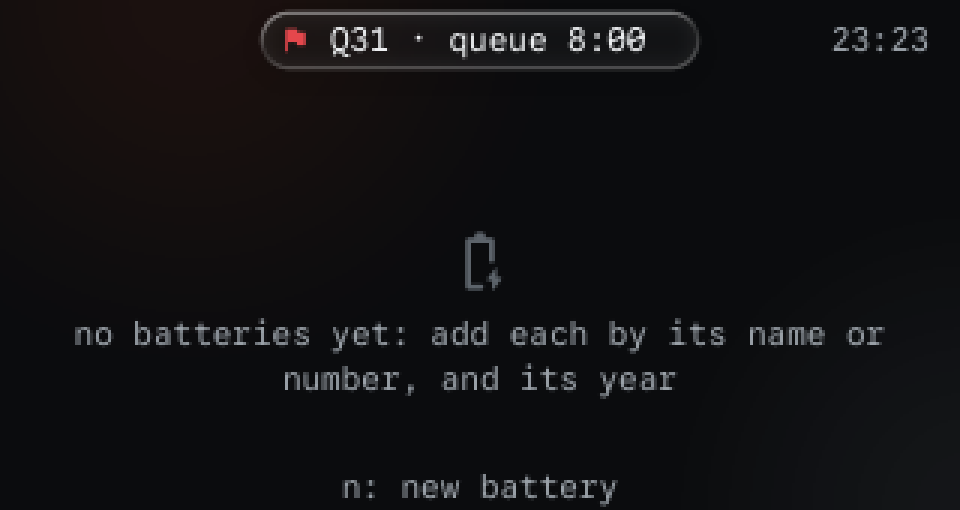 Q31 · queue 8:00
23:23
no batteries yet: add each by its name or
number, and its year
n: new battery